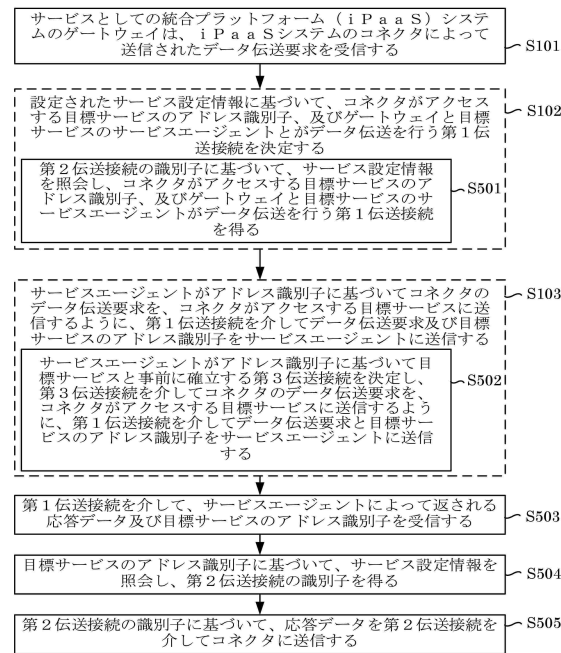 サービスとしての統合プラットフォーム（ｉＰａａＳ）システ
ムのゲートウェイは、ｉＰａａＳシステムのコネクタによって
送信されたデータ伝送要求を受信する
S101
設定されたサービス設定情報に基づいて、コネクタがアクセス
する目標サービスのアドレス識別子、及びゲートウェイと目標
サービスのサービスエージェントとがデータ伝送を行う第１伝
送接続を決定する
S102
第２伝送接続の識別子に基づいて、サービス設定情報
を照会し、コネクタがアクセスする目標サービスのア
ドレス識別子、及びゲートウェイと目標サービスのサ
ービスエージェントがデータ伝送を行う第１伝送接続
を得る
S501
サービスエージェントがアドレス識別子に基づいてコネクタの
データ伝送要求を、コネクタがアクセスする目標サービスに送
信するように、第１伝送接続を介してデータ伝送要求及び目標
サービスのアドレス識別子をサービスエージェントに送信する
S103
サービスエージェントがアドレス識別子に基づいて目
標サービスと事前に確立する第３伝送接続を決定し、
第３伝送接続を介してコネクタのデータ伝送要求を、
コネクタがアクセスする目標サービスに送信するよう
に、第１伝送接続を介してデータ伝送要求と目標サー
ビスのアドレス識別子をサービスエージェントに送信
する
S502
第１伝送接続を介して、サービスエージェントによって返される
応答データ及び目標サービスのアドレス識別子を受信する
S503
目標サービスのアドレス識別子に基づいて、サービス設定情報を
照会し、第２伝送接続の識別子を得る
S504
第２伝送接続の識別子に基づいて、応答データを第２伝送接続を
介してコネクタに送信する
S505